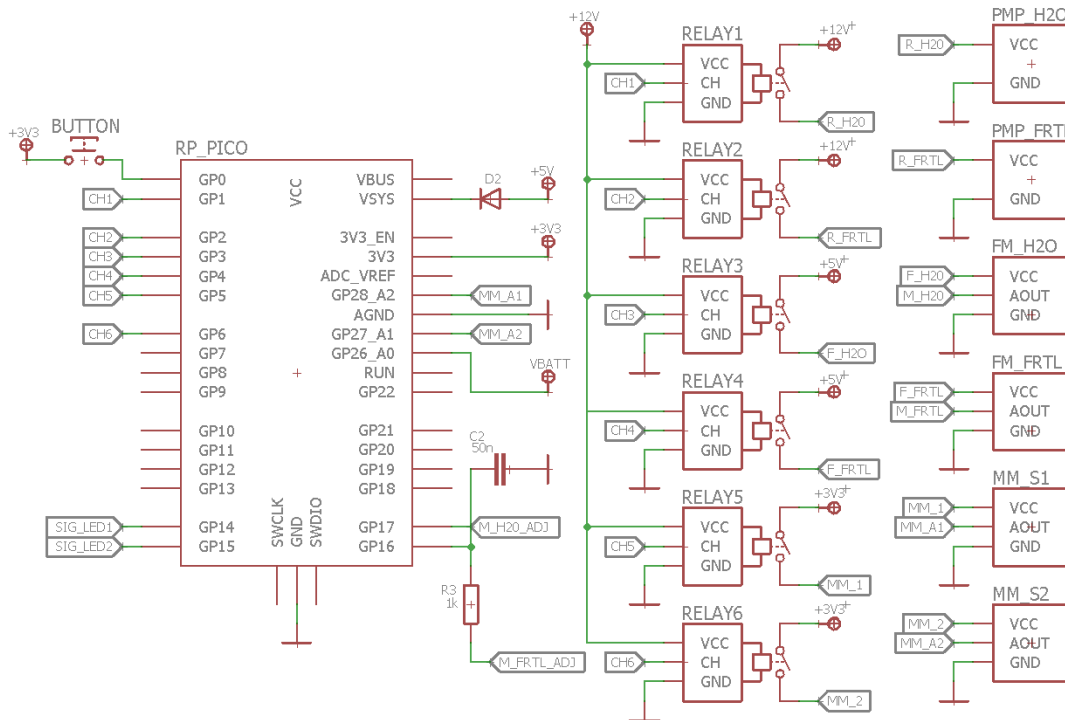 +3V3
BUTTON
RP_PICO
CH1
CH2
CH3
CH4
CH5
CH6
SIG_LED1
SIG_LED2
GP0
GP1
GP2
GP3
GP4
GP5
GP6
GP7
GP8
GP9
GP10
GP11
GP12
GP13
GP14
GP15
VCC
SWCLK
GND
SWDIO
VBUS
VSYS
3V3_EN
3V3
ADC_VREF
GP28_A2
AGND
GP27_A1
GP26_A0
RUN
GP22
GP21
GP20
GP19
GP18
GP17
GP16
D2
+5V
+3V3
MM_A1
MM_A2
VBATT
C2
50n
M_H20_ADJ
R3
1k
M_FRTL_ADJ
+12V
RELAY1
VCC
CH
GND
CH1
+12V
R_H20
RELAY2
VCC
CH
GND
CH2
+12V
R_FRTL
RELAY3
VCC
CH
GND
CH3
+5V
F_H2O
RELAY4
VCC
CH
GND
CH4
+5V
F_FRTL
RELAY5
VCC
CH
GND
CH5
+3V3
MM_1
RELAY6
VCC
CH
GND
CH6
+3V3
MM_2
PMP_H2O
R_H20
VCC
GND
PMP_FRTL
R_FRTL
VCC
GND
FM_H2O
F_H20
M_H20
VCC
AOUT
GND
FM_FRTL
F_FRTL
M_FRTL
VCC
AOUT
GND
MM_S1
MM_1
MM_A1
VCC
AOUT
GND
MM_S2
MM_2
MM_A2
VCC
AOUT
GND